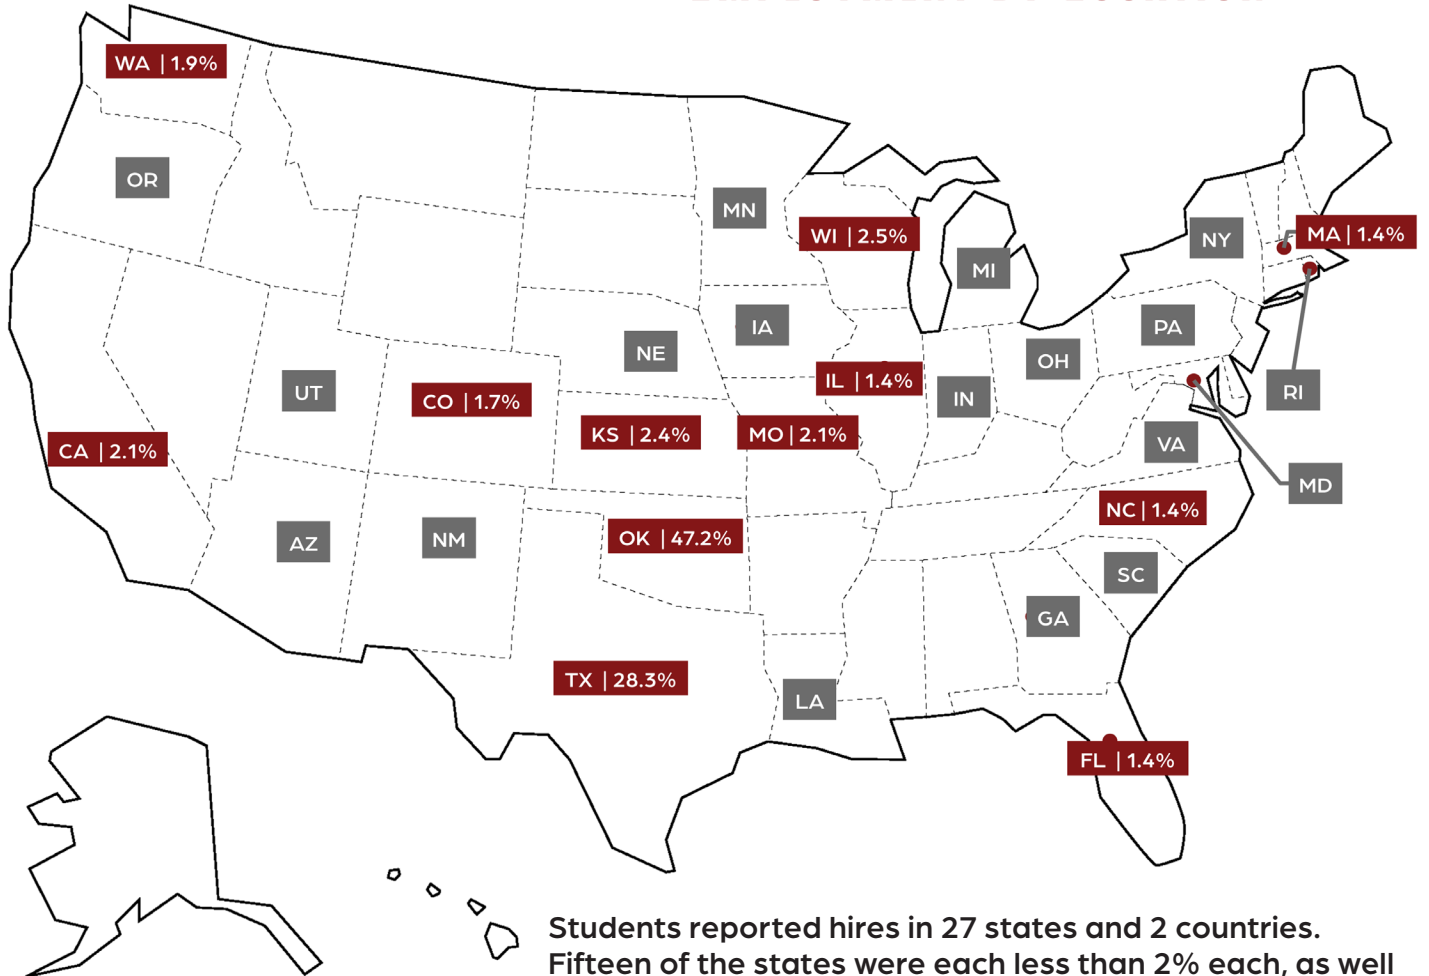 WA | 1.9%
OR
MN
WI | 2.5%
MI
NY
MA | 1.4%
IA
PA
NE
OH
UT
CO | 1.7%
IL | 1.4%
IN
RI
KS | 2.4%
MO | 2.1%
CA | 2.1%
VA
MD
NC | 1.4%
AZ
NM
OK | 47.2%
SC
GA
TX | 28.3%
LA
FL | 1.4%
Students reported hires in 27 states and 2 countries.
Fifteen of the states were each less than 2% each, as well